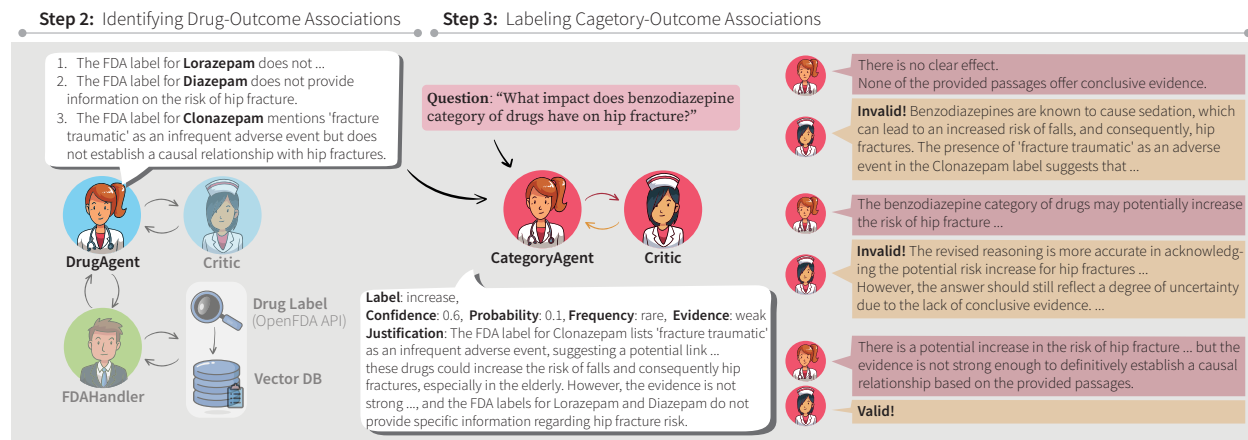 Step 2: Identifying Drug-Outcome Associations
Step 3: Labeling Cagetory-Outcome Associations
1. The FDA label for Lorazepam does not ...
2. The FDA label for Diazepam does not provide
information on the risk of hip fracture.
3. The FDA label for Clonazepam mentions 'fracture
traumatic' as an infrequent adverse event but does
not establish a causal relationship with hip fractures.
DrugAgent
Critic
FDAHandler
Drug Label
(OpenFDA API)
Vector DB
Question: “What impact does benzodiazepine
category of drugs have on hip fracture?”
CategoryAgent
Critic
Label: increase,
Confidence: 0.6, Probability: 0.1, Frequency: rare, Evidence: weak
Justification: The FDA label for Clonazepam lists 'fracture traumatic'
as an infrequent adverse event, suggesting a potential link ...
these drugs could increase the risk of falls and consequently hip
fractures, especially in the elderly. However, the evidence is not
strong ..., and the FDA labels for Lorazepam and Diazepam do not
provide specific information regarding hip fracture risk.
There is no clear effect.
None of the provided passages offer conclusive evidence.
Invalid! Benzodiazepines are known to cause sedation, which
can lead to an increased risk of falls, and consequently, hip
fractures. The presence of 'fracture traumatic' as an adverse
event in the Clonazepam label suggests that ...
The benzodiazepine category of drugs may potentially increase
the risk of hip fracture ...
Invalid! The revised reasoning is more accurate in acknowledg-
ing the potential risk increase for hip fractures ...
However, the answer should still reflect a degree of uncertainty
due to the lack of conclusive evidence. ...
There is a potential increase in the risk of hip fracture ... but the
evidence is not strong enough to definitively establish a causal
relationship based on the provided passages.
Valid!